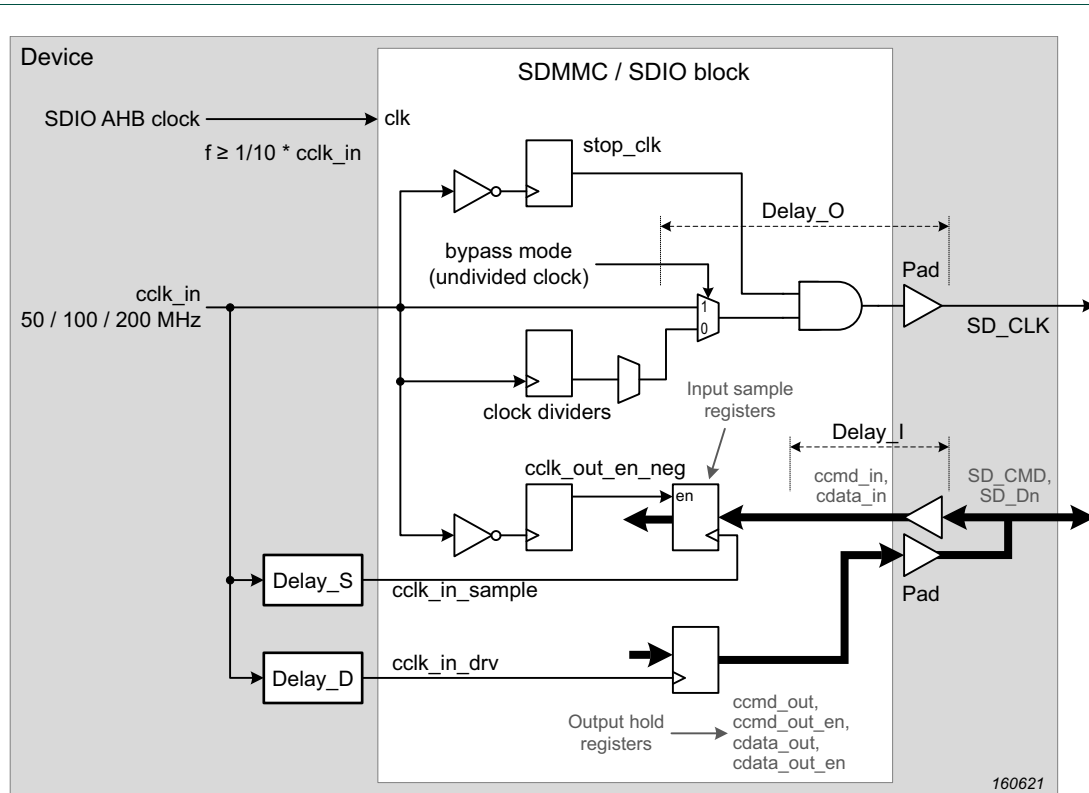 Device
SDMMC / SDIO block
SDIO AHB clock
clk
f ≥ 1/10 * cclk_in
stop_clk
Delay_O
bypass mode
(undivided clock)
Pad
cclk_in
50 / 100 / 200 MHz
1
0
SD_CLK
clock dividers
Input sample
registers
Delay_I
cclk_out_en_neg
ccmd_in,
cdata_in
SD_CMD,
SD_Dn
en
Delay_S
cclk_in_sample
Pad
Delay_D
cclk_in_drv
Output hold
registers
ccmd_out,
ccmd_out_en,
cdata_out,
cdata_out_en
160621